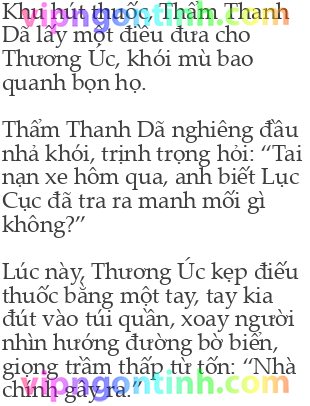 Khu hút thuốc, Thẩm Thanh
Dã lấy một điếu đưa cho
Thương Úc, khói mù bao
quanh bọn họ.
Thẩm Thanh Dã nghiêng đầu
nhả khói, trịnh trọng hỏi: “Tai
nạn xe hôm qua, anh biết Lục
Cục đã tra ra manh mối gì
không?”
Lúc này, Thương Úc kẹp điếu
thuốc bằng một tay, tay kia
đút vào túi quần, xoay người
nhìn hướng đường bờ biển,
giọng trầm thấp từ tốn: “Nhà
chính gây ra.”
vipngontinh.com
vipngontinh.com